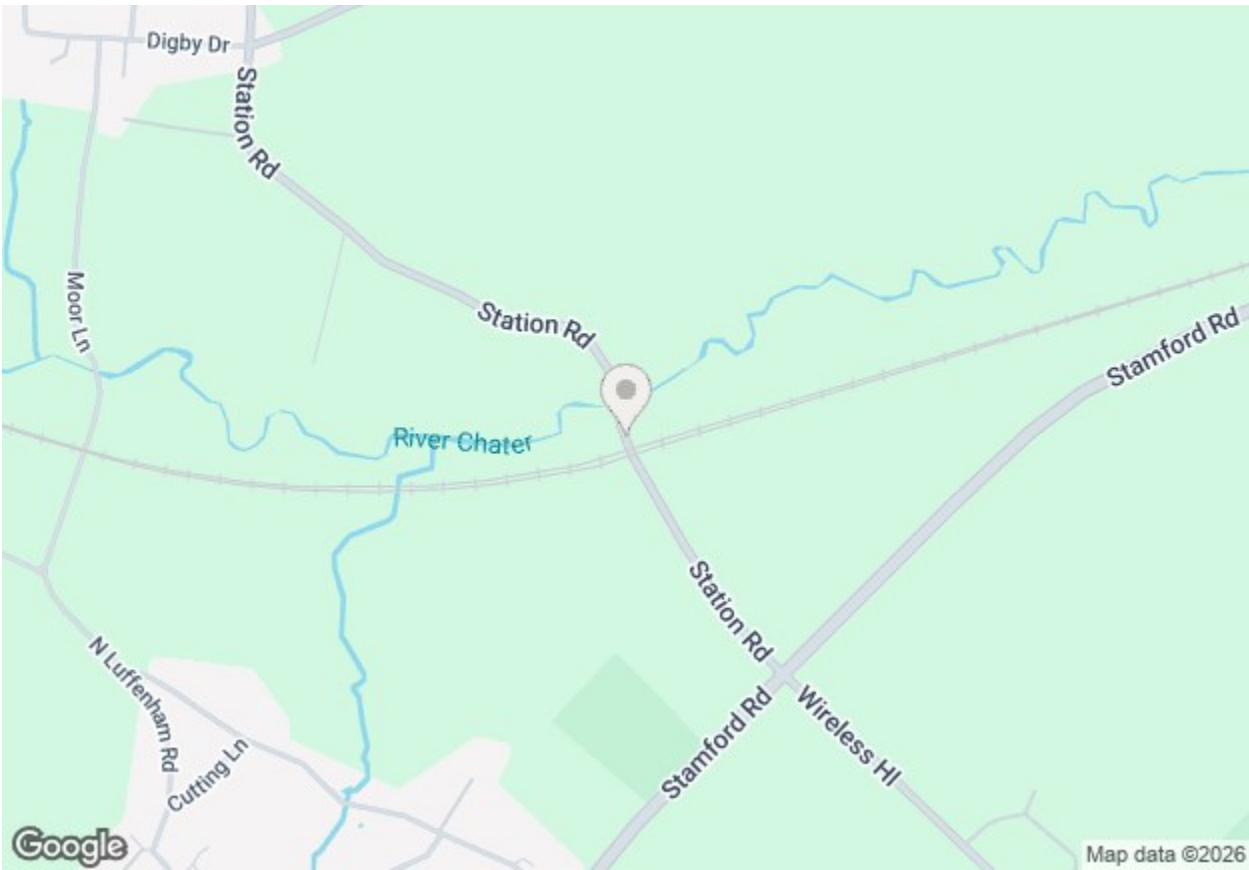 Digby Dr
Station Rd
Moor Ln
Station Rd
Stamford Rd
River Chater
Station Rd
N Luffenham Rd
Cutting Ln
Stamford Rd
Wireless Hl
Google
Map data ©2026